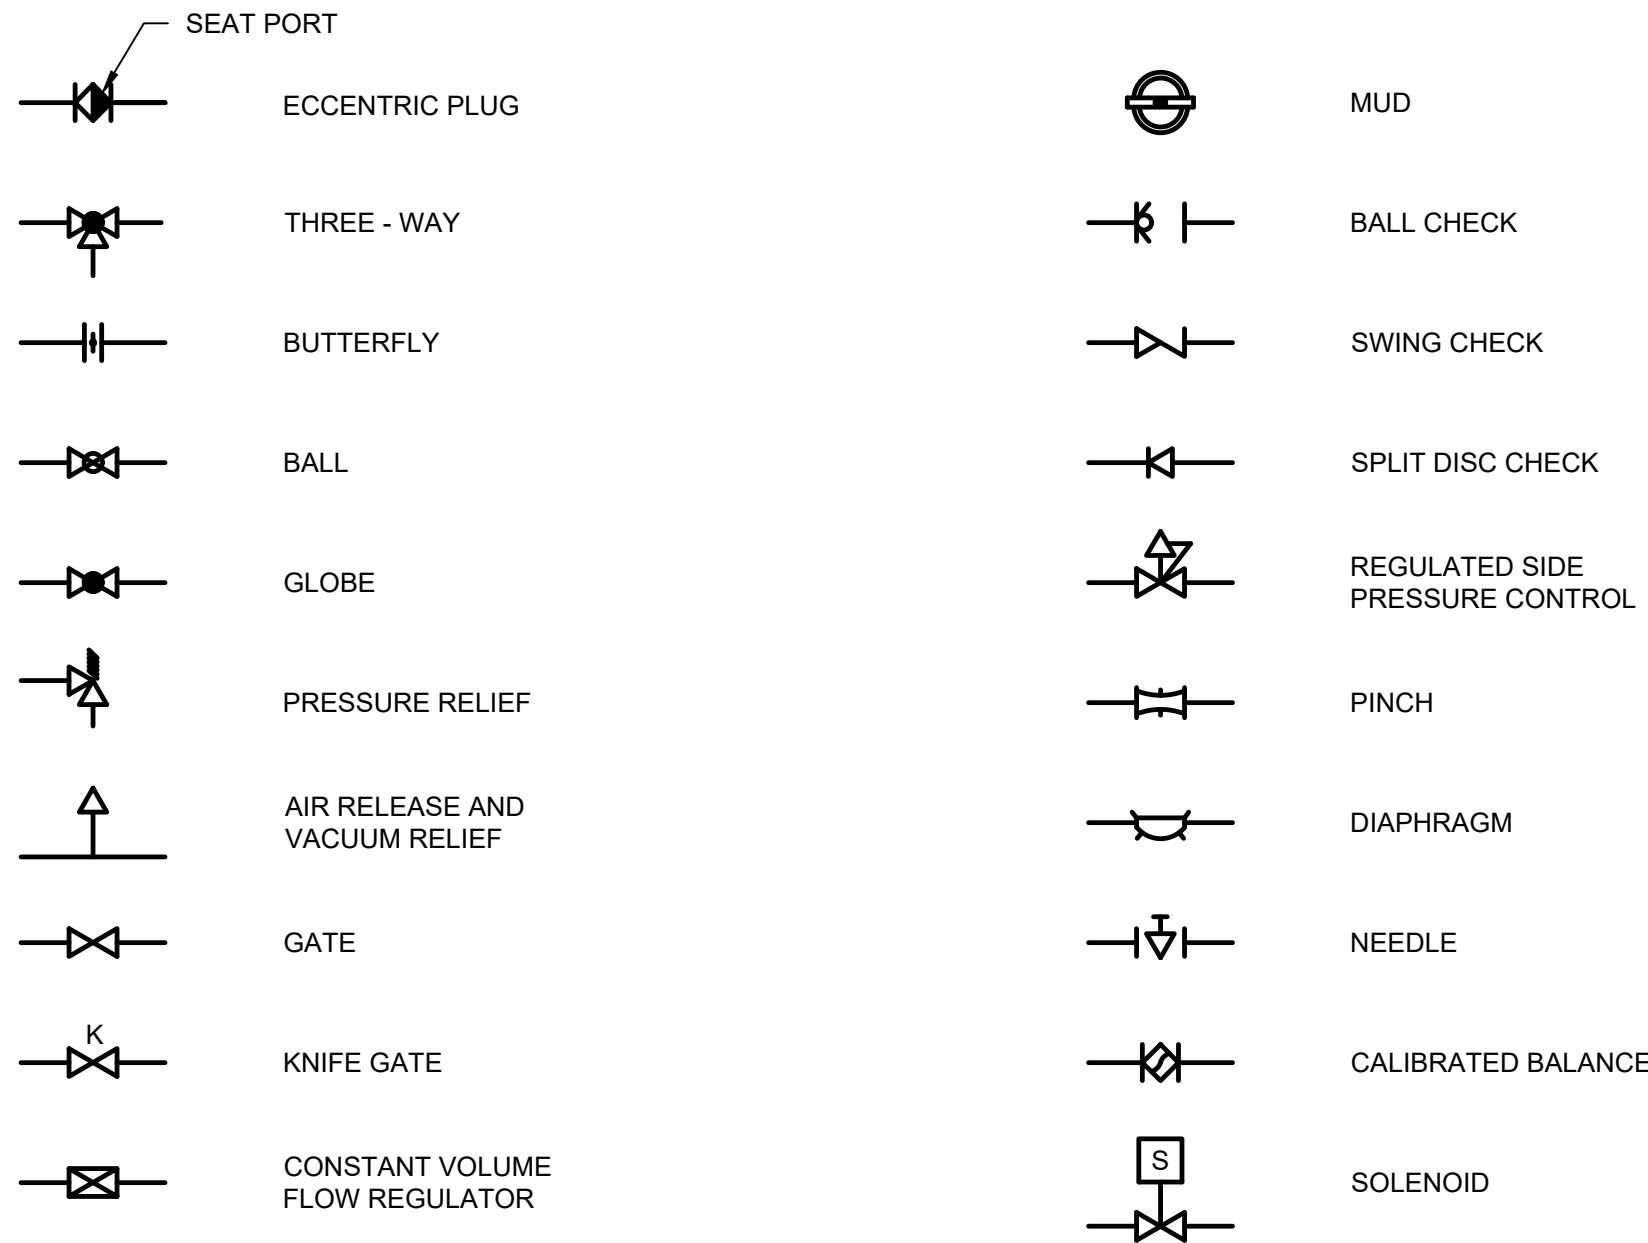 SEAT PORT
ECCENTRIC PLUG
THREE - WAY
BUTTERFLY
BALL
GLOBE
PRESSURE RELIEF
AIR RELEASE AND
VACUUM RELIEF
GATE
K
KNIFE GATE
CONSTANT VOLUME
FLOW REGULATOR
MUD
BALL CHECK
SWING CHECK
SPLIT DISC CHECK
REGULATED SIDE
PRESSURE CONTROL
PINCH
DIAPHRAGM
NEEDLE
CALIBRATED BALANCE
S
SOLENOID